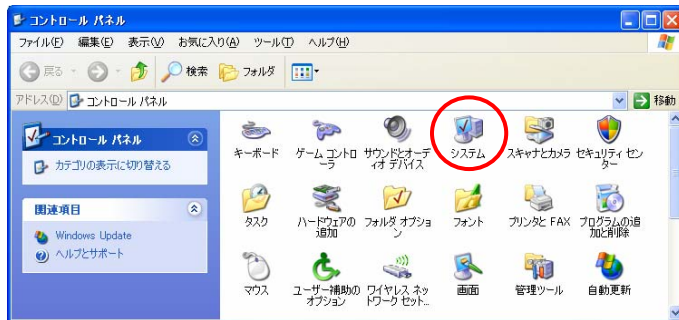 コントロール パネル
ファイル(F) 編集(E) 表示(V) お気に入り(A) ツール(T) ヘルプ(H)
戻る 検索 フォルダ
アドレス(D) コントロール パネル 移動
コントロール パネル
カテゴリの表示に切り替える
関連項目
Windows Update
ヘルプとサポート
キーボード
ゲーム コントロ
ーラ
サウンドとオーデ
ィオ デバイス
システム
スキャナとカメラ
セキュリティ セン
ター
タスク
ハードウェアの
追加
フォルダ オプショ
ン
フォント
プリンタと FAX
プログラムの追
加と削除
マウス
ユーザー補助の
オプション
ワイヤレス ネッ
トワーク セット...
画面
管理ツール
自動更新